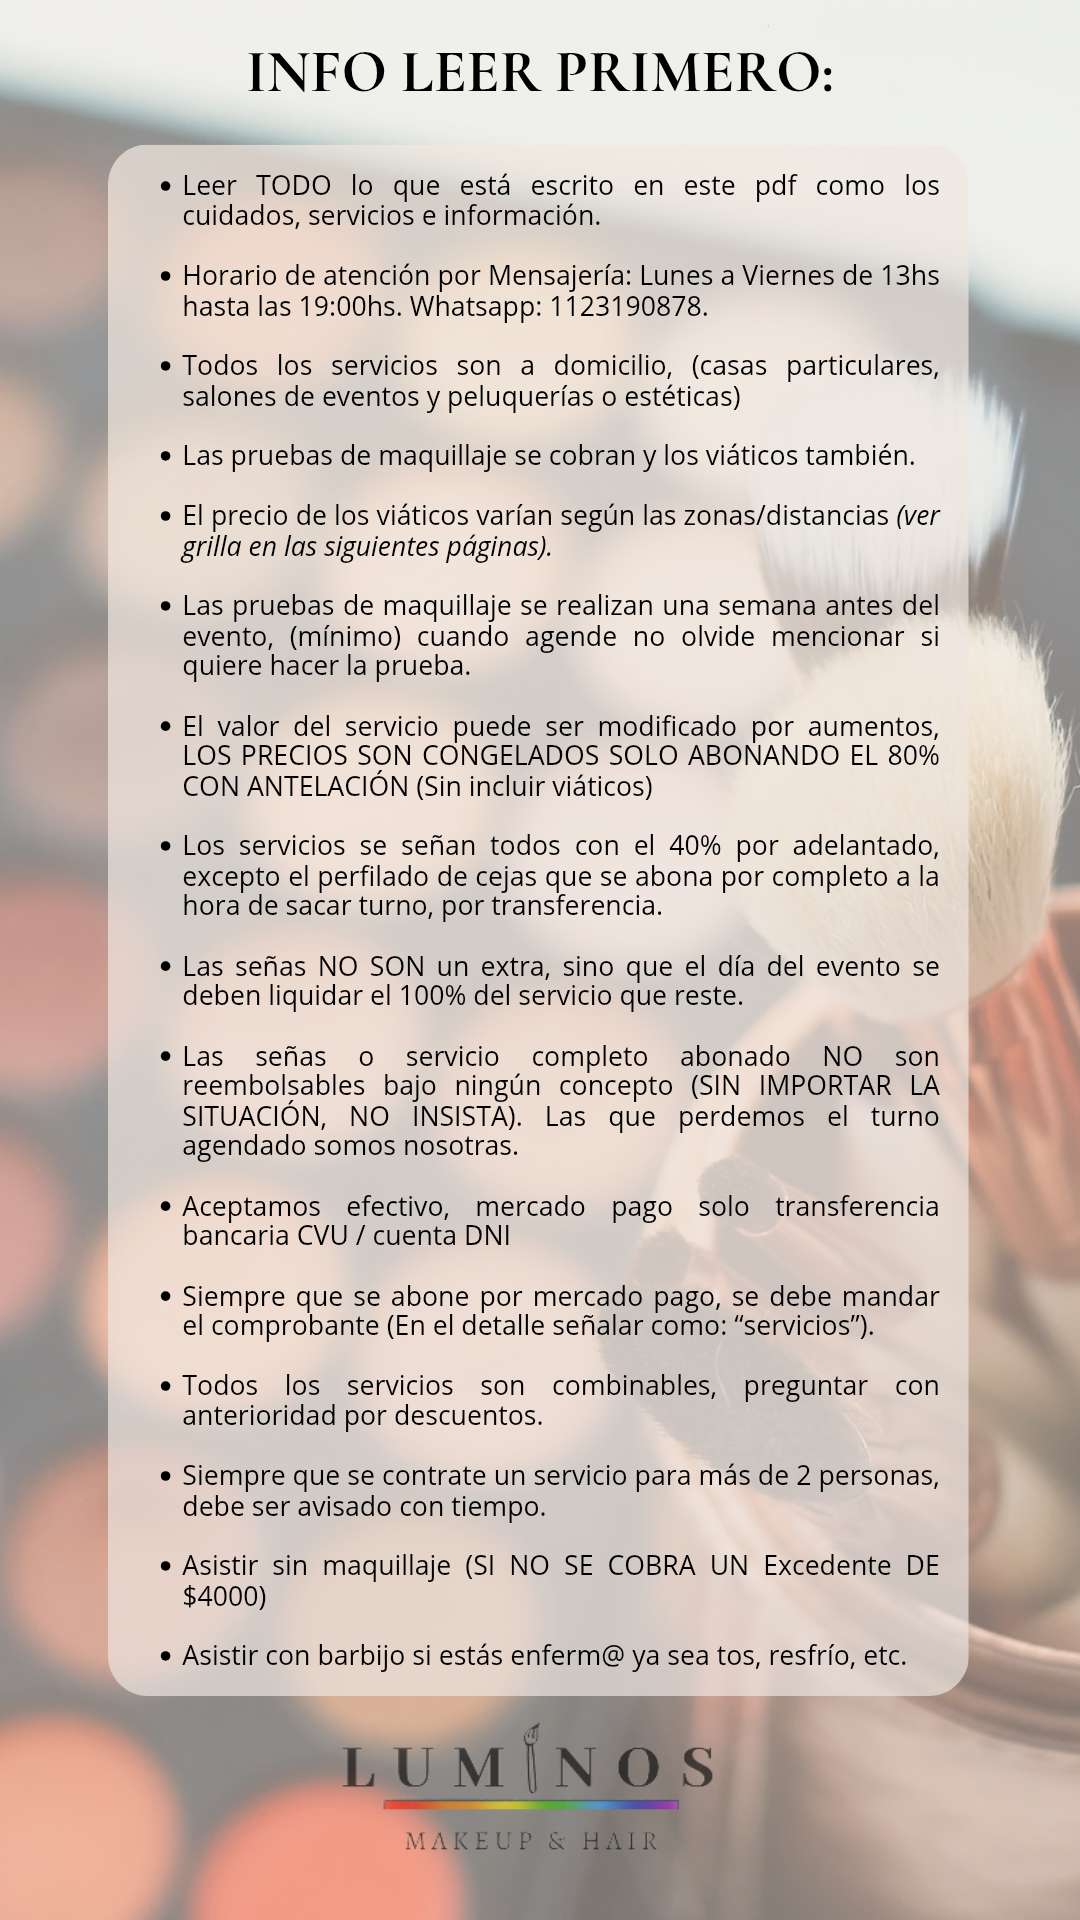 INFO LEER PRIMERO:
• Leer TODO lo que está escrito en este pdf como los
cuidados, servicios e información.
• Horario de atención por Mensajería: Lunes a Viernes de 13hs
hasta las 19:00hs. Whatsapp: 1123190878.
• Todos los servicios son a domicilio, (casas particulares,
salones de eventos y peluquerías o estéticas)
• Las pruebas de maquillaje se cobran y los viáticos también.
• El precio de los viáticos varían según las zonas/distancias (ver
grilla en las siguientes páginas).
• Las pruebas de maquillaje se realizan una semana antes del
evento, (mínimo) cuando agende no olvide mencionar si
quiere hacer la prueba.
• El valor del servicio puede ser modificado por aumentos,
LOS PRECIOS SON CONGELADOS SOLO ABONANDO EL 80%
CON ANTELACIÓN (Sin incluir viáticos)
• Los servicios se señan todos con el 40% por adelantado,
excepto el perfilado de cejas que se abona por completo a la
hora de sacar turno, por transferencia.
• Las señas NO SON un extra, sino que el día del evento se
deben liquidar el 100% del servicio que reste.
• Las señas o servicio completo abonado NO son
reembolsables bajo ningún concepto (SIN IMPORTAR LA
SITUACIÓN, NO INSISTA). Las que perdemos el turno
agendado somos nosotras.
• Aceptamos efectivo, mercado pago solo transferencia
bancaria CVU / cuenta DNI
• Siempre que se abone por mercado pago, se debe mandar
el comprobante (En el detalle señalar como: “servicios”).
• Todos los servicios son combinables, preguntar con
anterioridad por descuentos.
• Siempre que se contrate un servicio para más de 2 personas,
debe ser avisado con tiempo.
• Asistir sin maquillaje (SI NO SE COBRA UN Excedente DE
$4000)
• Asistir con barbijo si estás enferm@ ya sea tos, resfrío, etc.
LUMINOS
MAKEUP & HAIR